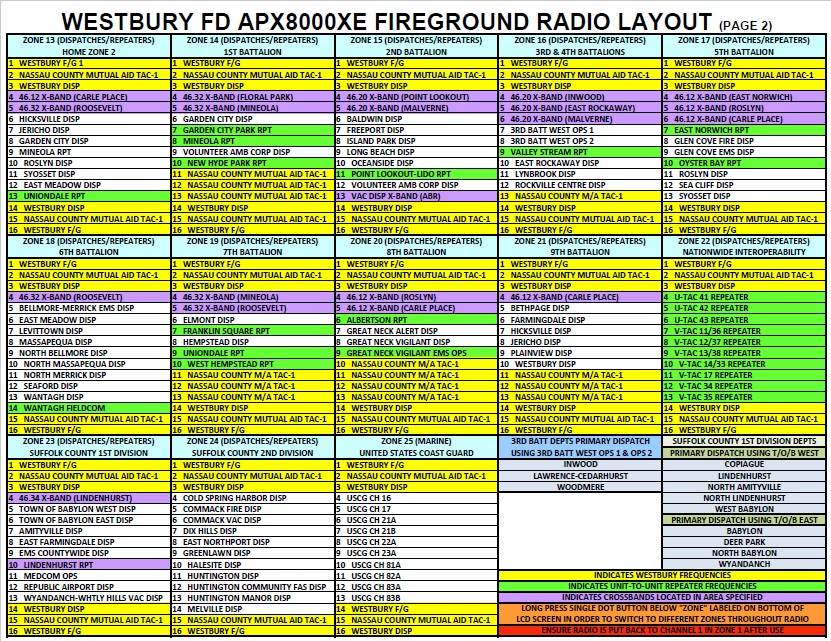 WESTBURY FD APX8000XE FIREGROUND RADIO LAYOUT (PAGE 2)
ZONE 13 (DISPATCHES/REPEATERS)
HOME ZONE 2
1 WESTBURY F/G 1
2 NASSAU COUNTY MUTUAL AID TAC-1
3 WESTBURY DISP
4 46.12 X-BAND (CARLE PLACE)
5 46.32 X-BAND (ROOSEVELT)
6 HICKSVILLE DISP
7 JERICHO DISP
8 GARDEN CITY DISP
9 MINEOLA RPT
10 ROSLYN DISP
11 SYOSSET DISP
12 EAST MEADOW DISP
13 UNIONDALE RPT
14 WESTBURY DISP
15 NASSAU COUNTY MUTUAL AID TAC-1
16 WESTBURY F/G
ZONE 14 (DISPATCHES/REPEATERS)
1ST BATTALION
1 WESTBURY F/G
2 NASSAU COUNTY MUTUAL AID TAC-1
3 WESTBURY DISP
4 46.32 X-BAND (FLORAL PARK)
5 46.32 X-BAND (MINEOLA)
6 GARDEN CITY DISP
7 GARDEN CITY PARK RPT
8 MINEOLA RPT
9 VOLUNTEER AMB CORP DISP
10 NEW HYDE PARK RPT
11 NASSAU COUNTY MUTUAL AID TAC-1
12 NASSAU COUNTY MUTUAL AID TAC-1
13 NASSAU COUNTY MUTUAL AID TAC-1
14 WESTBURY DISP
15 NASSAU COUNTY MUTUAL AID TAC-1
16 WESTBURY F/G
ZONE 15 (DISPATCHES/REPEATERS)
2ND BATTALION
1 WESTBURY F/G
2 NASSAU COUNTY MUTUAL AID TAC-1
3 WESTBURY DISP
4 46.20 X-BAND (POINT LOOKOUT)
5 46.20 X-BAND (MALVERNE)
6 BALDWIN DISP
7 FREEPORT DISP
8 ISLAND PARK DISP
9 LONG BEACH DISP
10 OCEANSIDE DISP
11 POINT LOOKOUT-LIDO RPT
12 VOLUNTEER AMB CORP DISP
13 VAC DISP X-BAND (ABR)
14 WESTBURY DISP
15 NASSAU COUNTY MUTUAL AID TAC-1
16 WESTBURY F/G
ZONE 16 (DISPATCHES/REPEATERS)
3RD & 4TH BATTALIONS
1 WESTBURY F/G
2 NASSAU COUNTY MUTUAL AID TAC-1
3 WESTBURY DISP
4 46.20 X-BAND (INWOOD)
5 46.20 X-BAND (EAST ROCKAWAY)
6 46.20 X-BAND (MALVERNE)
7 3RD BATT WEST OPS 1
8 3RD BATT WEST OPS 2
9 VALLEY STREAM RPT
10 EAST ROCKAWAY DISP
11 LYNBROOK DISP
12 ROCKVILLE CENTRE DISP
13 NASSAU COUNTY M/A TAC-1
14 WESTBURY DISP
15 NASSAU COUNTY MUTUAL AID TAC-1
16 WESTBURY F/G
ZONE 17 (DISPATCHES/REPEATERS)
5TH BATTALION
1 WESTBURY F/G
2 NASSAU COUNTY MUTUAL AID TAC-1
3 WESTBURY DISP
4 46.12 X-BAND (EAST NORWICH)
5 46.12 X-BAND (ROSLYN)
6 46.12 X-BAND (CARLE PLACE)
7 EAST NORWICH RPT
8 GLEN COVE FIRE DISP
9 GLEN COVE EMS DISP
10 OYSTER BAY RPT
11 ROSLYN DISP
12 SEA CLIFF DISP
13 SYOSSET DISP
14 WESTBURY DISP
15 NASSAU COUNTY MUTUAL AID TAC-1
16 WESTBURY F/G
ZONE 18 (DISPATCHES/REPEATERS)
6TH BATTALION
1 WESTBURY F/G
2 NASSAU COUNTY MUTUAL AID TAC-1
3 WESTBURY DISP
4 46.32 X-BAND (ROOSEVELT)
5 BELLMORE-MERRICK EMS DISP
6 EAST MEADOW DISP
7 LEVITTOWN DISP
8 MASSAPEQUA DISP
9 NORTH BELLMORE DISP
10 NORTH MASSAPEQUA DISP
11 NORTH MERRICK DISP
12 SEAFORD DISP
13 WANTAGH DISP
14 WANTAGH FIELDCOM
15 NASSAU COUNTY MUTUAL AID TAC-1
16 WESTBURY F/G
ZONE 19 (DISPATCHES/REPEATERS)
7TH BATTALION
1 WESTBURY F/G
2 NASSAU COUNTY MUTUAL AID TAC-1
3 WESTBURY DISP
4 46.32 X-BAND (MINEOLA)
5 46.32 X-BAND (ROOSEVELT)
6 ELMONT DISP
7 FRANKLIN SQUARE RPT
8 HEMPSTEAD DISP
9 UNIONDALE RPT
10 WEST HEMPSTEAD RPT
11 NASSAU COUNTY M/A TAC-1
12 NASSAU COUNTY M/A TAC-1
13 NASSAU COUNTY M/A TAC-1
14 WESTBURY DISP
15 NASSAU COUNTY MUTUAL AID TAC-1
16 WESTBURY F/G
ZONE 20 (DISPATCHES/REPEATERS)
8TH BATTALION
1 WESTBURY F/G
2 NASSAU COUNTY MUTUAL AID TAC-1
3 WESTBURY DISP
4 46.12 X-BAND (ROSLYN)
5 46.12 X-BAND (CARLE PLACE)
6 ALBERTSON RPT
7 GREAT NECK ALERT DISP
8 GREAT NECK VIGILANT DISP
9 GREAT NECK VIGILANT EMS OPS
10 NASSAU COUNTY M/A TAC-1
11 NASSAU COUNTY M/A TAC-1
12 NASSAU COUNTY M/A TAC-1
13 NASSAU COUNTY M/A TAC-1
14 WESTBURY DISP
15 NASSAU COUNTY MUTUAL AID TAC-1
16 WESTBURY F/G
ZONE 21 (DISPATCHES/REPEATERS)
9TH BATTALION
1 WESTBURY F/G
2 NASSAU COUNTY MUTUAL AID TAC-1
3 WESTBURY DISP
4 46.12 X-BAND (CARLE PLACE)
5 BETHPAGE DISP
6 FARMINGDALE DISP
7 HICKSVILLE DISP
8 JERICHO DISP
9 PLAINVIEW DISP
10 WESTBURY DISP
11 NASSAU COUNTY M/A TAC-1
12 NASSAU COUNTY M/A TAC-1
13 NASSAU COUNTY M/A TAC-1
14 WESTBURY DISP
15 NASSAU COUNTY MUTUAL AID TAC-1
16 WESTBURY F/G
ZONE 22 (DISPATCHES/REPEATERS)
NATIONWIDE INTEROPERABILITY
1 WESTBURY F/G
2 NASSAU COUNTY MUTUAL AID TAC-1
3 WESTBURY DISP
4 U-TAC 41 REPEATER
5 U-TAC 42 REPEATER
6 U-TAC 43 REPEATER
7 V-TAC 11/36 REPEATER
8 V-TAC 12/37 REPEATER
9 V-TAC 13/38 REPEATER
10 V-TAC 14/33 REPEATER
11 V-TAC 17 REPEATER
12 V-TAC 34 REPEATER
13 V-TAC 35 REPEATER
14 WESTBURY DISP
15 NASSAU COUNTY MUTUAL AID TAC-1
16 WESTBURY F/G
ZONE 23 (DISPATCHES/REPEATERS)
SUFFOLK COUNTY 1ST DIVISION
1 WESTBURY F/G
2 NASSAU COUNTY MUTUAL AID TAC-1
3 WESTBURY DISP
4 46.34 X-BAND (LINDENHURST)
5 TOWN OF BABYLON WEST DISP
6 TOWN OF BABYLON EAST DISP
7 AMITYVILLE DISP
8 EAST FARMINGDALE DISP
9 EMS COUNTYWIDE DISP
10 LINDENHURST RPT
11 MEDCOM OPS
12 REPUBLIC AIRPORT DISP
13 WYANDANCH-WHTLY HILLS VAC DISP
14 WESTBURY DISP
15 NASSAU COUNTY MUTUAL AID TAC-1
16 WESTBURY F/G
ZONE 24 (DISPATCHES/REPEATERS)
SUFFOLK COUNTY 2ND DIVISION
1 WESTBURY F/G
2 NASSAU COUNTY MUTUAL AID TAC-1
3 WESTBURY DISP
4 COLD SPRING HARBOR DISP
5 COMMACK FIRE DISP
6 COMMACK VAC DISP
7 DIX HILLS DISP
8 EAST NORTHPORT DISP
9 GREENLAWN DISP
10 HALESITE DISP
11 HUNTINGTON DISP
12 HUNTINGTON COMMUNITY FAS DISP
13 HUNTINGTON MANOR DISP
14 MELVILLE DISP
15 NASSAU COUNTY MUTUAL AID TAC-1
16 WESTBURY F/G
ZONE 25 (MARINE)
UNITED STATES COAST GUARD
1 WESTBURY F/G
2 NASSAU COUNTY MUTUAL AID TAC-1
3 WESTBURY DISP
4 USCG CH 16
5 USCG CH 17
6 USCG CH 21A
7 USCG CH 21B
8 USCG CH 22A
9 USCG CH 23A
10 USCG CH 81A
11 USCG CH 82A
12 USCG CH 83A
13 USCG CH 83B
14 WESTBURY F/G
15 NASSAU COUNTY MUTUAL AID TAC-1
16 WESTBURY F/G
3RD BATT DEPTS PRIMARY DISPATCH
USING 3RD BATT WEST OPS 1 & OPS 2
INWOOD
LAWRENCE-CEDARHURST
WOODMERE
SUFFOLK COUNTY 1ST DIVISION DEPTS
PRIMARY DISPATCH USING T/O/B WEST
COPIAGUE
LINDENHURST
NORTH AMITYVILLE
NORTH LINDENHURST
WEST BABYLON
PRIMARY DISPATCH USING T/O/B EAST
BABYLON
DEER PARK
NORTH BABYLON
WYANDANCH
INDICATES WESTBURY FREQUENCIES
INDICATES UNIT-TO-UNIT REPEATER FREQUENCIES
INDICATES CROSSBANDS LOCATED IN AREA SPECIFIED
LONG PRESS SINGLE DOT BUTTON BELOW "ZONE" LABELED ON BOTTOM OF
LCD SCREEN IN ORDER TO SWITCH TO DIFFERENT ZONES THROUGHOUT RADIO
ENSURE RADIO IS PUT BACK TO CHANNEL 1 IN ZONE 1 AFTER USE